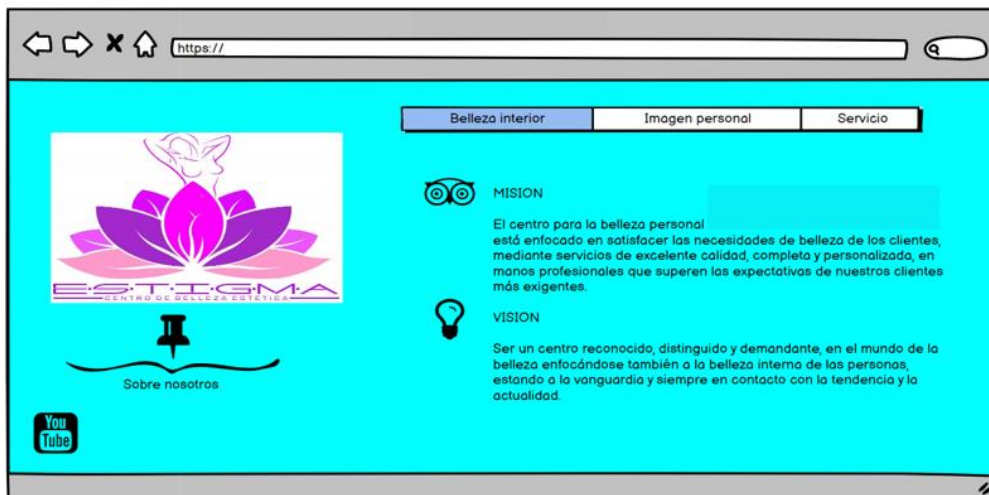 https://
Belleza interior
Imagen personal
Servicio
E·S·T·I·G·M·A
CENTRO DE BELLEZA ESTÉTICA
Sobre nosotros
You
Tube
MISION
El centro para la belleza personal
está enfocado en satisfacer las necesidades de belleza de los clientes,
mediante servicios de excelente calidad, completa y personalizada, en
manos profesionales que superen las expectativas de nuestros clientes
más exigentes.
VISION
Ser un centro reconocido, distinguido y demandante, en el mundo de la
belleza enfocándose también a la belleza interna de las personas,
estando a la vanguardia y siempre en contacto con la tendencia y la
actualidad.